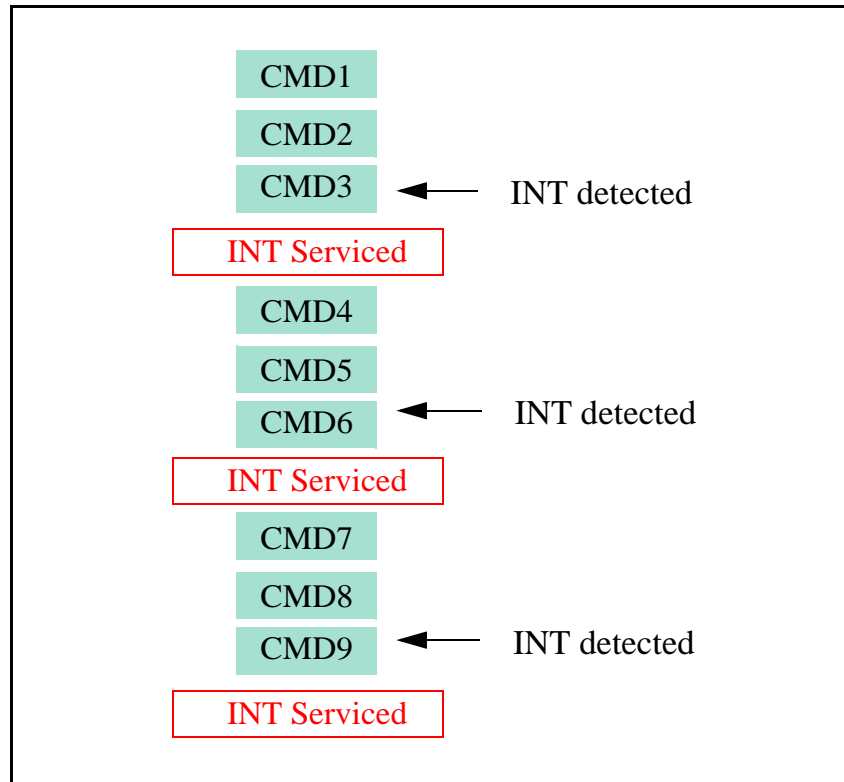 CMD1
CMD2
CMD3
INT detected
INT Serviced
CMD4
CMD5
CMD6
INT detected
INT Serviced
CMD7
CMD8
CMD9
INT detected
INT Serviced